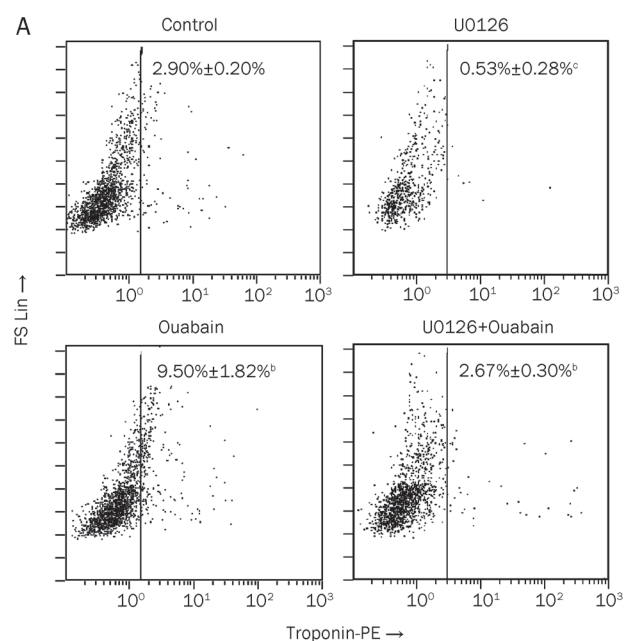 A
Control
U0126
2.90%±0.20%
0.53%±0.28%ᶜ
10⁰ 10¹ 10² 10³
10⁰ 10¹ 10² 10³
FS Lin →
Ouabain
U0126+Ouabain
9.50%±1.82%ᵇ
2.67%±0.30%ᵇ
10⁰ 10¹ 10² 10³
10⁰ 10¹ 10² 10³
Troponin-PE →